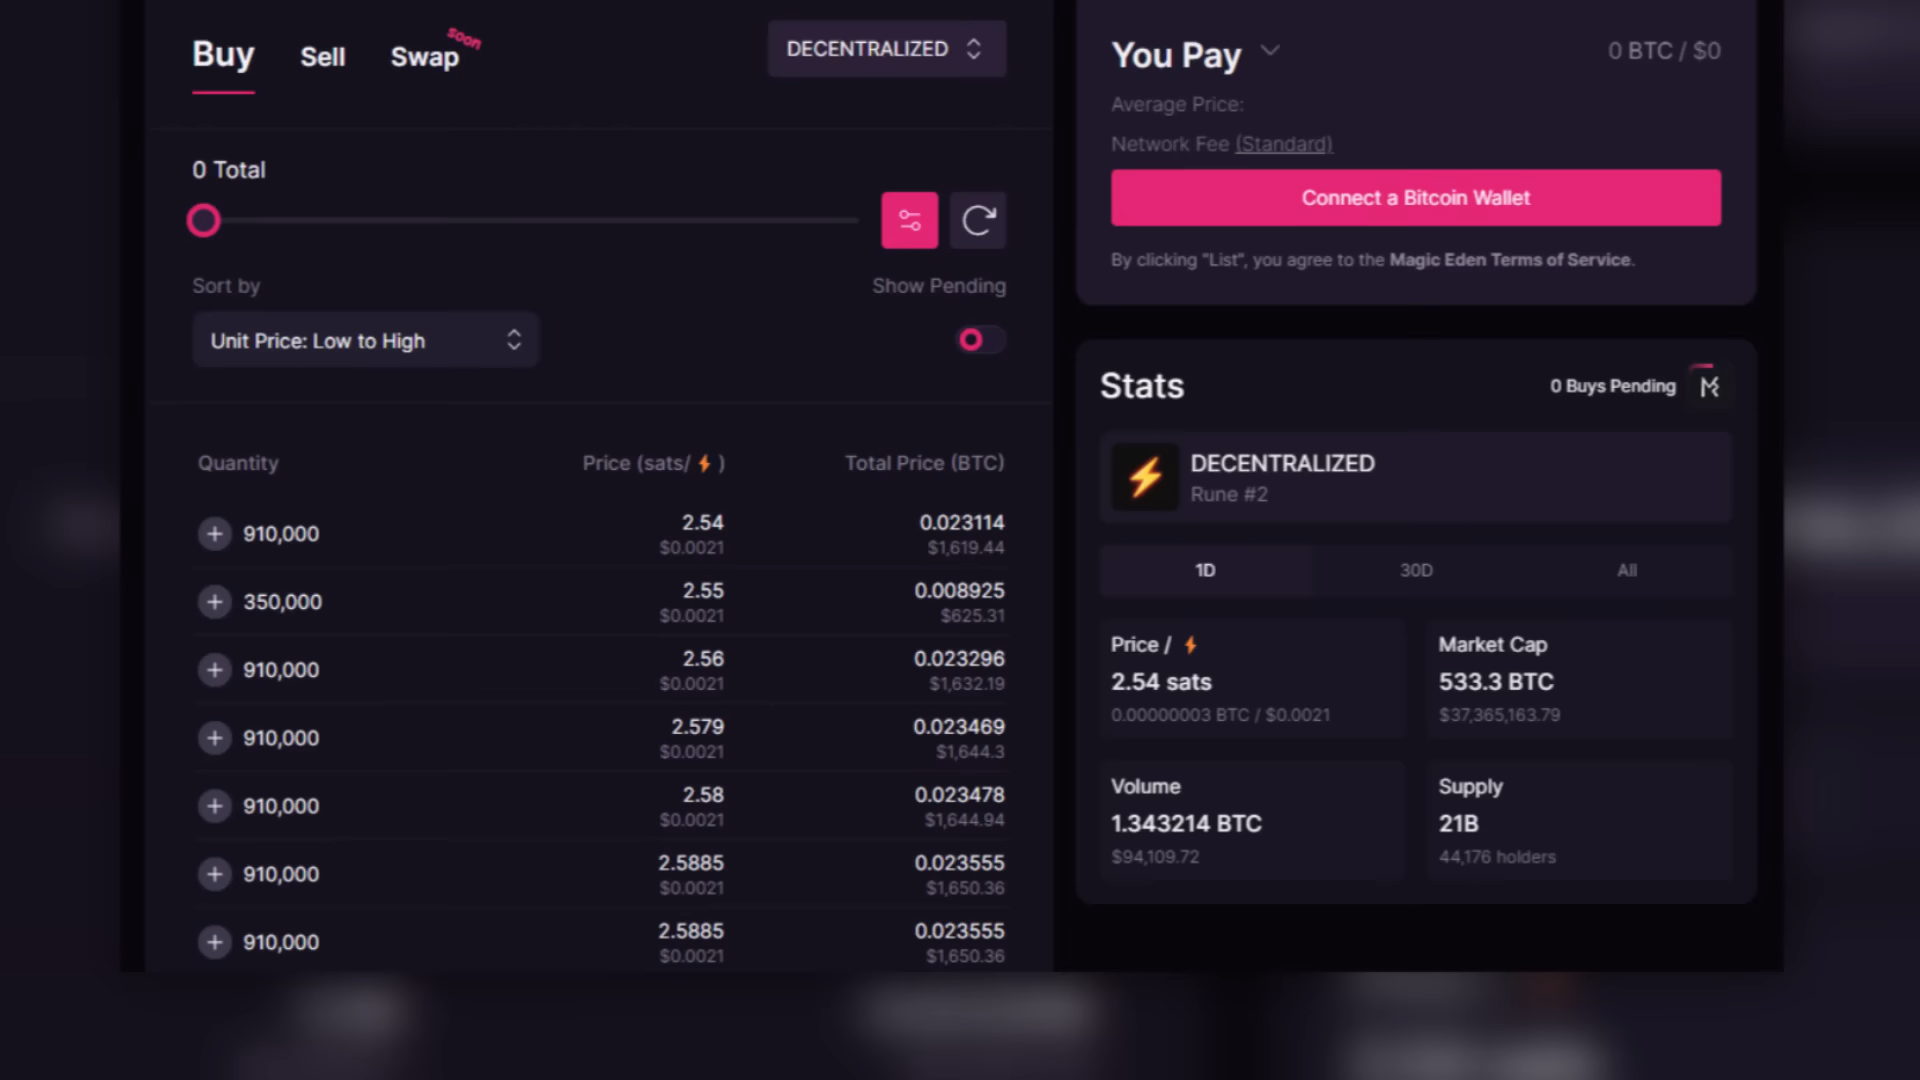 Buy Sell Swap soon
DECENTRALIZED
0 Total
Sort by
Show Pending
Unit Price: Low to High
Quantity Price (sats/⚡) Total Price (BTC)
910,000 2.54 0.023114
$0.0021 $1,619.44
350,000 2.55 0.008925
$0.0021 $625.31
910,000 2.56 0.023296
$0.0021 $1,632.19
910,000 2.579 0.023469
$0.0021 $1,644.3
910,000 2.58 0.023478
$0.0021 $1,644.94
910,000 2.5885 0.023555
$0.0021 $1,650.36
910,000 2.5885 0.023555
$0.0021 $1,650.36
You Pay 0 BTC / $0
Average Price:
Network Fee (Standard)
Connect a Bitcoin Wallet
By clicking "List", you agree to the Magic Eden Terms of Service.
Stats 0 Buys Pending
DECENTRALIZED
Rune #2
1D 30D All
Price / ⚡ Market Cap
2.54 sats 533.3 BTC
0.00000003 BTC / $0.0021 $37,365,163.79
Volume Supply
1.343214 BTC 21B
$94,109.72 44,176 holders